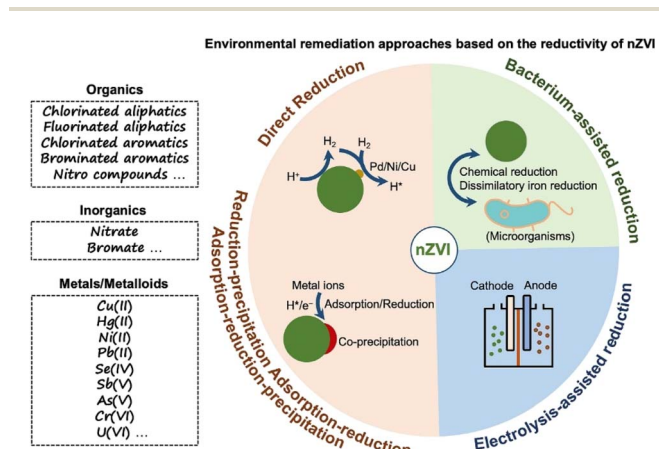 Environmental remediation approaches based on the reductivity of nZVI
Organics
Chlorinated aliphatics
Fluorinated aliphatics
Chlorinated aromatics
Brominated aromatics
Nitro compounds ...
Inorganics
Nitrate
Bromate ...
Metals/Metalloids
Cu(II)
Hg(II)
Ni(II)
Pb(II)
Se(IV)
Sb(V)
As(V)
Cr(VI)
U(VI) ...
Direct Reduction
H₂
H₂
H⁺
Pd/Ni/Cu
H*
Bacterium-assisted reduction
Chemical reduction
Dissimilatory iron reduction
(Microorganisms)
nZVI
Reduction-precipitation Adsorption-reduction
Adsorption-reduction-precipitation
Metal ions
H*/e⁻
Adsorption/Reduction
Co-precipitation
Cathode
Anode
Electrolysis-assisted reduction